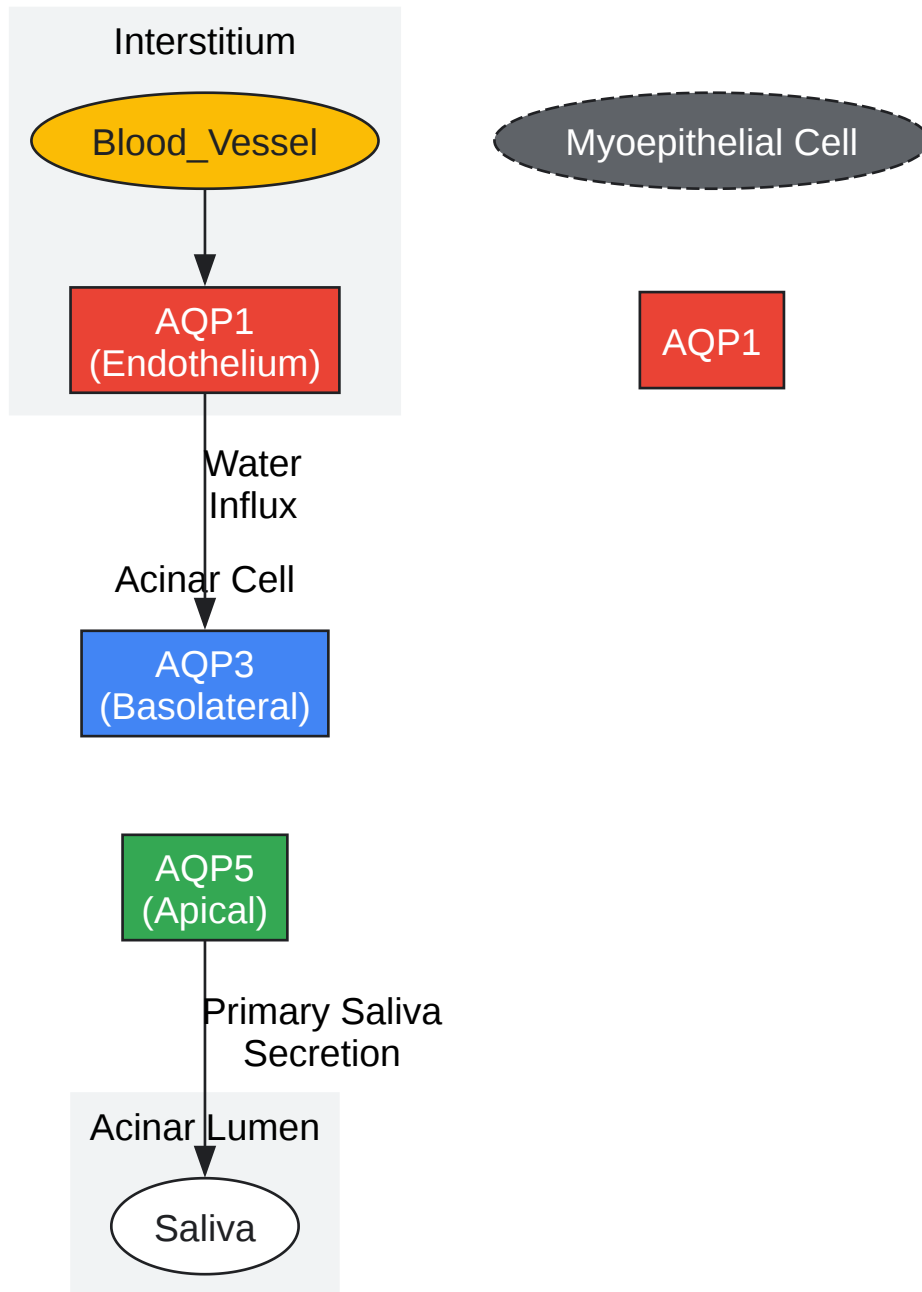 Interstitium
Blood_Vessel
Myoepithelial Cell
AQP1
(Endothelium)
AQP1
Water
Influx
Acinar Cell
AQP3
(Basolateral)
AQP5
(Apical)
Primary Saliva
Secretion
Acinar Lumen
Saliva